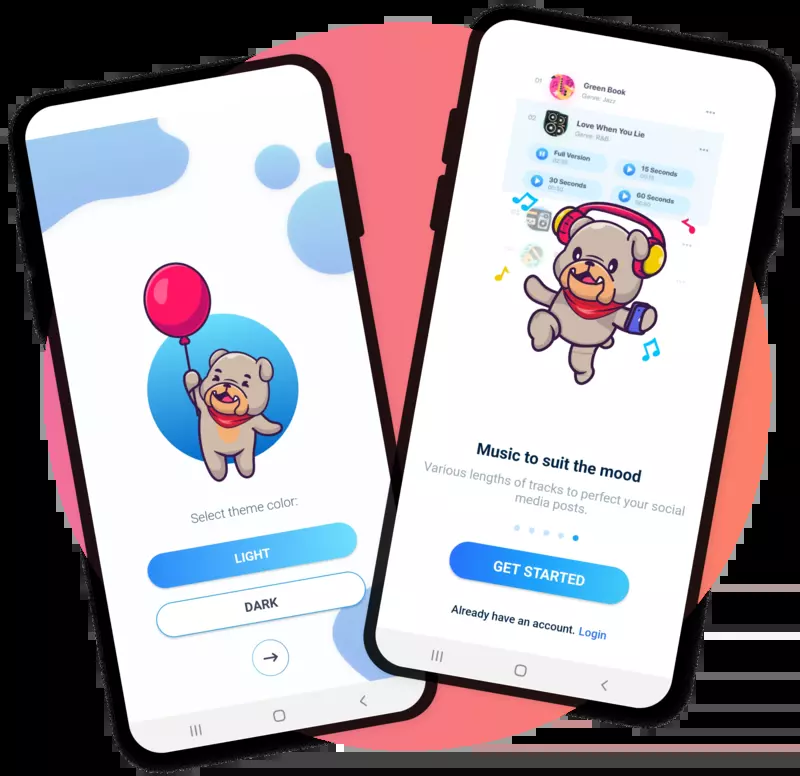 Select theme color:
LIGHT
DARK
01
Green Book
Genre: Jazz
02
Love When You Lie
Genre: R&B
Full Version
15 Seconds
00:15
30 Seconds
60 Seconds
Music to suit the mood
Various lengths of tracks to perfect your social
media posts.
GET STARTED
Already have an account. Login